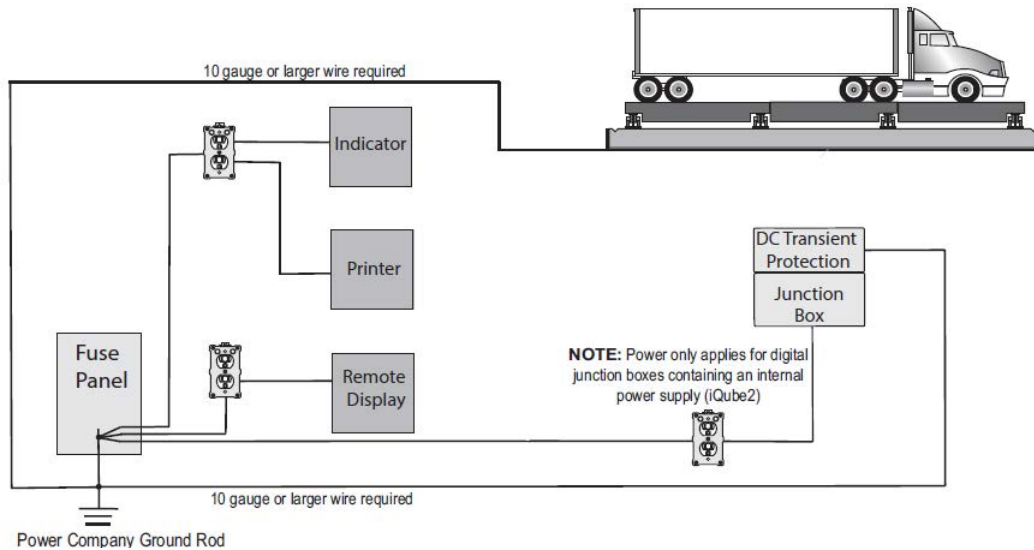 10 gauge or larger wire required
Indicator
Printer
DC Transient
Protection
Junction
Box
Fuse
Panel
Remote
Display
NOTE: Power only applies for digital
junction boxes containing an internal
power supply (iQube2)
10 gauge or larger wire required
Power Company Ground Rod